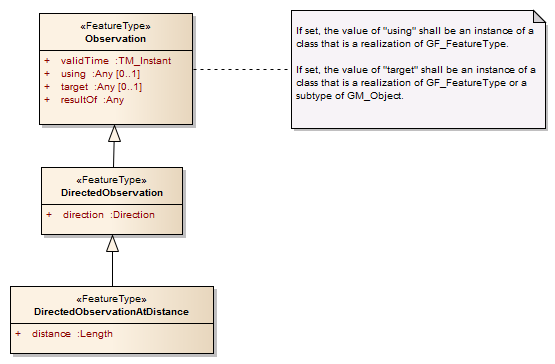 «FeatureType»
Observation
+ validTime :TM_Instant
+ using :Any [0..1]
+ target :Any [0..1]
+ resultOf :Any
If set, the value of "using" shall be an instance of a
class that is a realization of GF_FeatureType.
If set, the value of "target" shall be an instance of a
class that is a realization of GF_FeatureType or a
subtype of GM_Object.
«FeatureType»
DirectedObservation
+ direction :Direction
«FeatureType»
DirectedObservationAtDistance
+ distance :Length